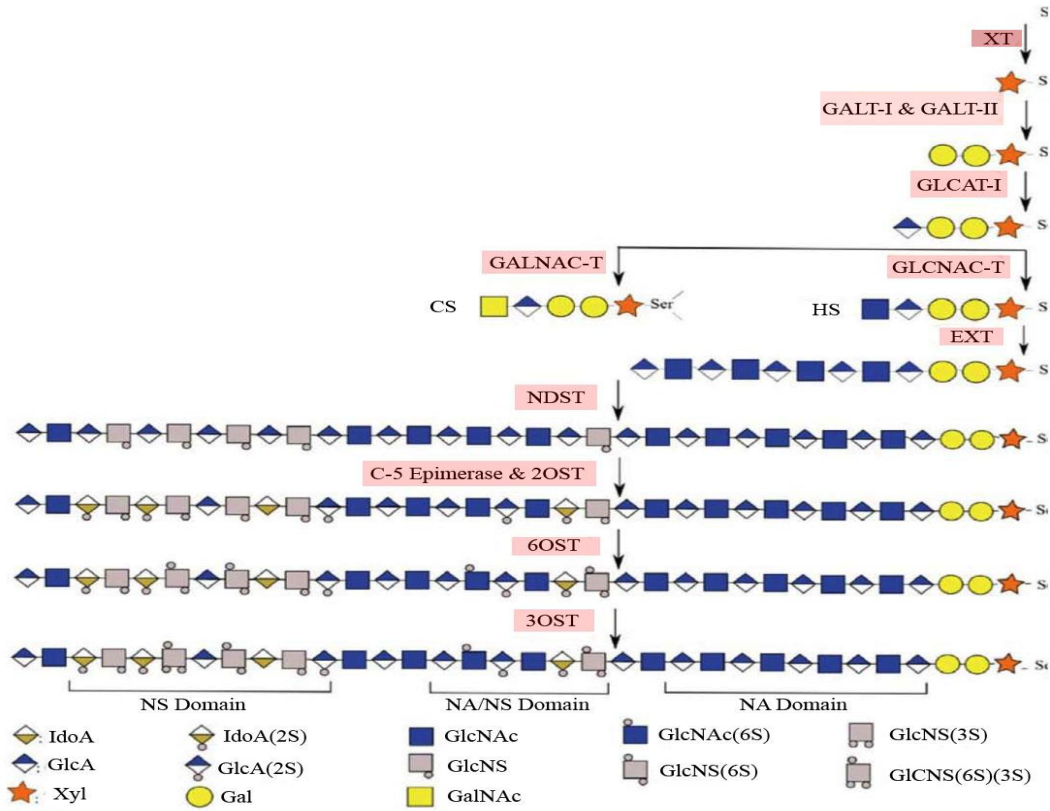 S
XT
S
GALT-I & GALT-II
S
GLCAT-I
S
GALNAC-T
GLCNAC-T
CS
Ser
HS
S
EXT
S
NDST
Se
C-5 Epimerase & 2OST
Se
6OST
Se
3OST
Se
NS Domain
NA/NS Domain
NA Domain
: IdoA
IdoA(2S)
GlcNAc
GlcNAc(6S)
GlcNS(3S)
: GlcA
GlcA(2S)
GlcNS
GlcNS(6S)
GlCNS(6S)(3S)
: Xyl
Gal
GalNAc